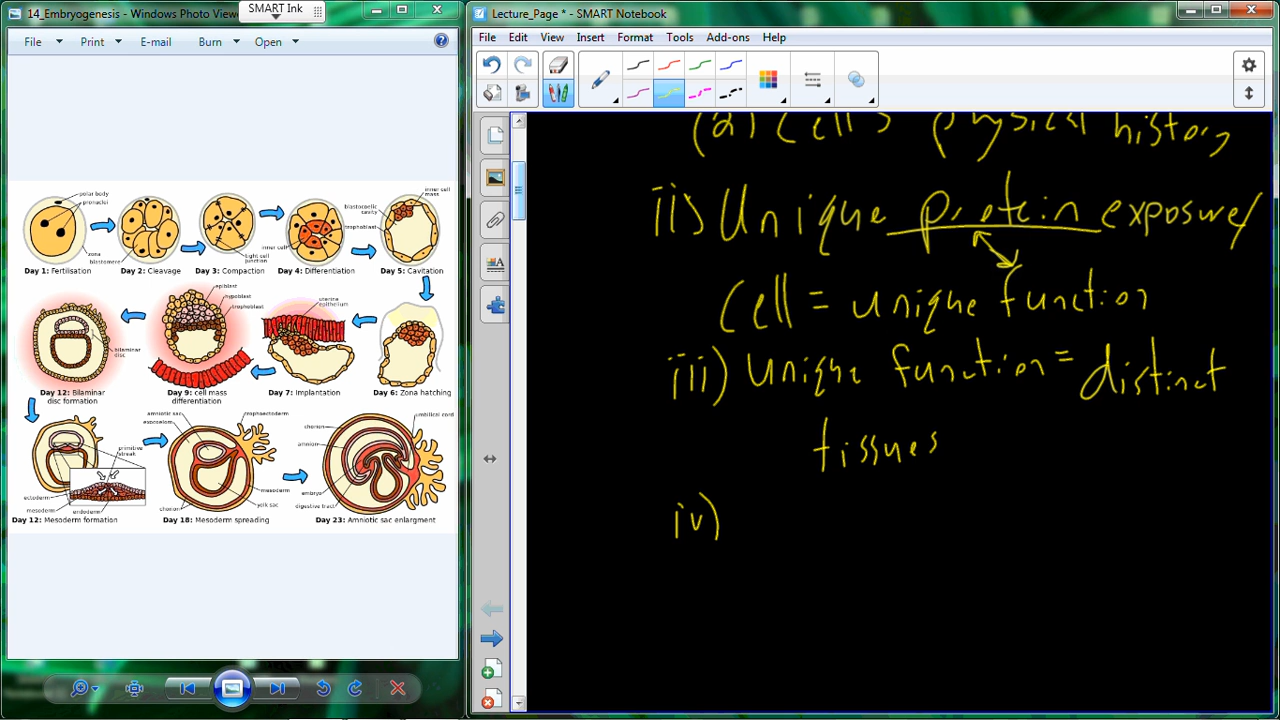 14_Embryogenesis - Windows Photo Viewer
SMART Ink
File Print E-mail Burn Open
polar body
pronuclei
zona
blastomere
Day 1: Fertilisation
Day 2: Cleavage
tight cell
junction
Day 3: Compaction
inner cell
Day 4: Differentiation
inner cell
mass
blastocoelic
cavity
trophoblast
Day 5: Cavitation
bilaminar
disc
Day 12: Bilaminar
disc formation
epiblast
hypoblast
trophoblast
Day 9: cell mass
differentiation
uterine
epithelium
Day 7: Implantation
Day 6: Zona hatching
primitive
streak
ectoderm
mesoderm
endoderm
Day 12: Mesoderm formation
amniotic sac
exocoelom
trophoectoderm
mesoderm
yolk sac
chorion
Day 18: Mesoderm spreading
umbilical cord
chorion
amnion
embryo
digestive tract
Day 23: Amniotic sac enlargment
Lecture_Page * - SMART Notebook
File Edit View Insert Format Tools Add-ons Help
(2) Cell's physical history
ii) Unique protein exposure/
Cell = unique function
iii) Unique function = distinct
tissues
iv)